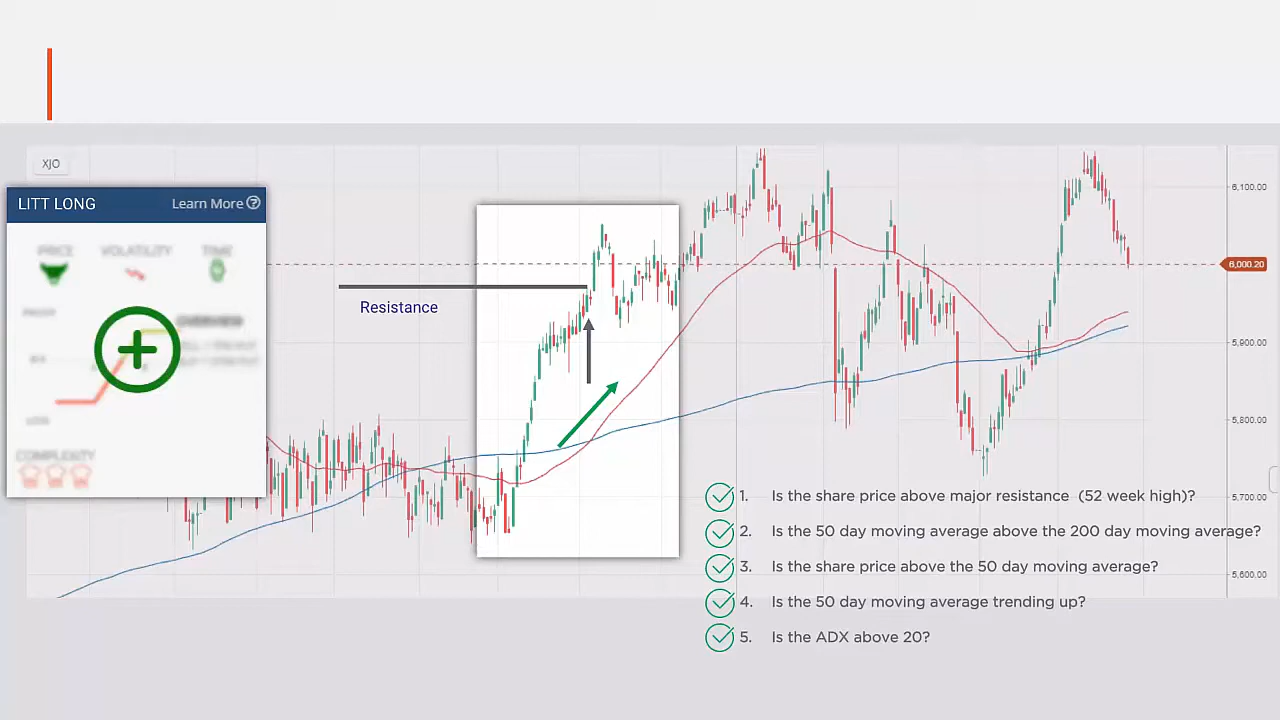 XJO
LITT LONG
Learn More ?
PRICE
VOLATILITY
TIME
PROFIT
B/E
OVERVIEW
LOSS
COMPLEXITY
Resistance
6,100.00
6,000.20
5,900.00
5,800.00
5,700.00
5,600.00
1. Is the share price above major resistance (52 week high)?
2. Is the 50 day moving average above the 200 day moving average?
3. Is the share price above the 50 day moving average?
4. Is the 50 day moving average trending up?
5. Is the ADX above 20?